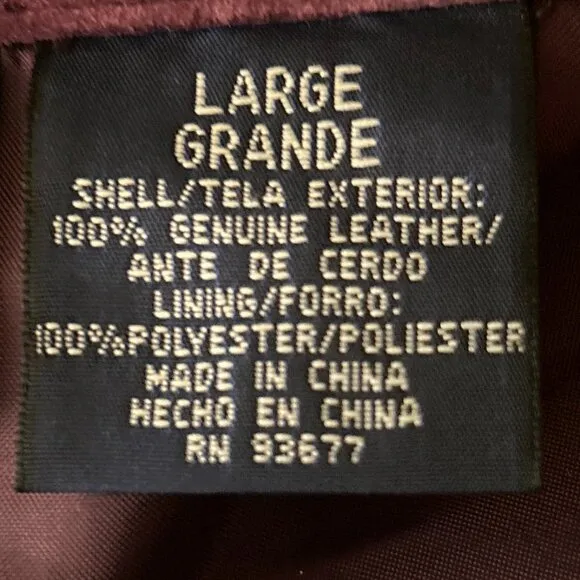 LARGE
GRANDE
SHELL/TELA EXTERIOR:
100% GENUINE LEATHER/
ANTE DE CERDO
LINING/FORRO:
100%POLYESTER/POLIESTER
MADE IN CHINA
HECHO EN CHINA
RN 93677